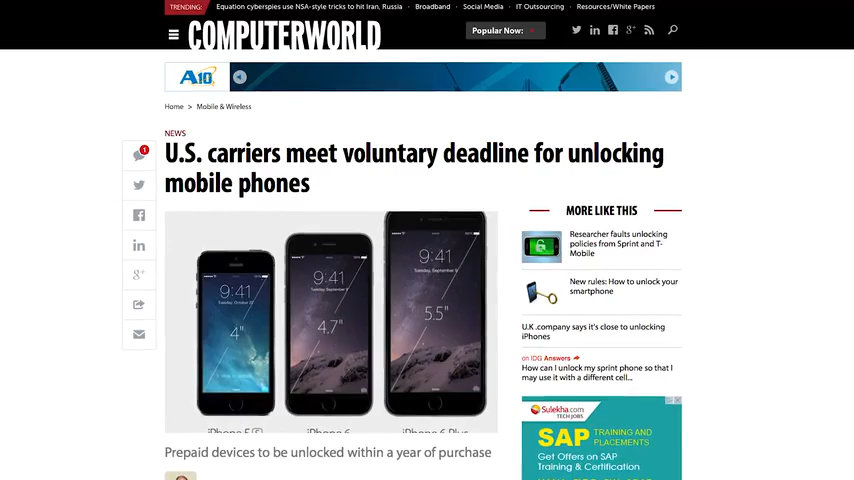 TRENDING:
Equation cyberspies use NSA-style tricks to hit Iran, Russia
Broadband
Social Media
IT Outsourcing
Resources/White Papers
COMPUTERWORLD
Popular Now:
A10
Home > Mobile & Wireless
NEWS
U.S. carriers meet voluntary deadline for unlocking
mobile phones
1
9:41
4"
9:41
4.7"
9:41
5.5"
iPhone 6
iPhone 6 Plus
Prepaid devices to be unlocked within a year of purchase
MORE LIKE THIS
Researcher faults unlocking
policies from Sprint and T-
Mobile
New rules: How to unlock your
smartphone
U.K .company says it's close to unlocking
iPhones
on IDG Answers
How can I unlock my sprint phone so that I
may use it with a different cell...
Sulekha.com
TECH JOBS
SAP TRAINING AND
PLACEMENTS
Get Offers on SAP
Training & Certification